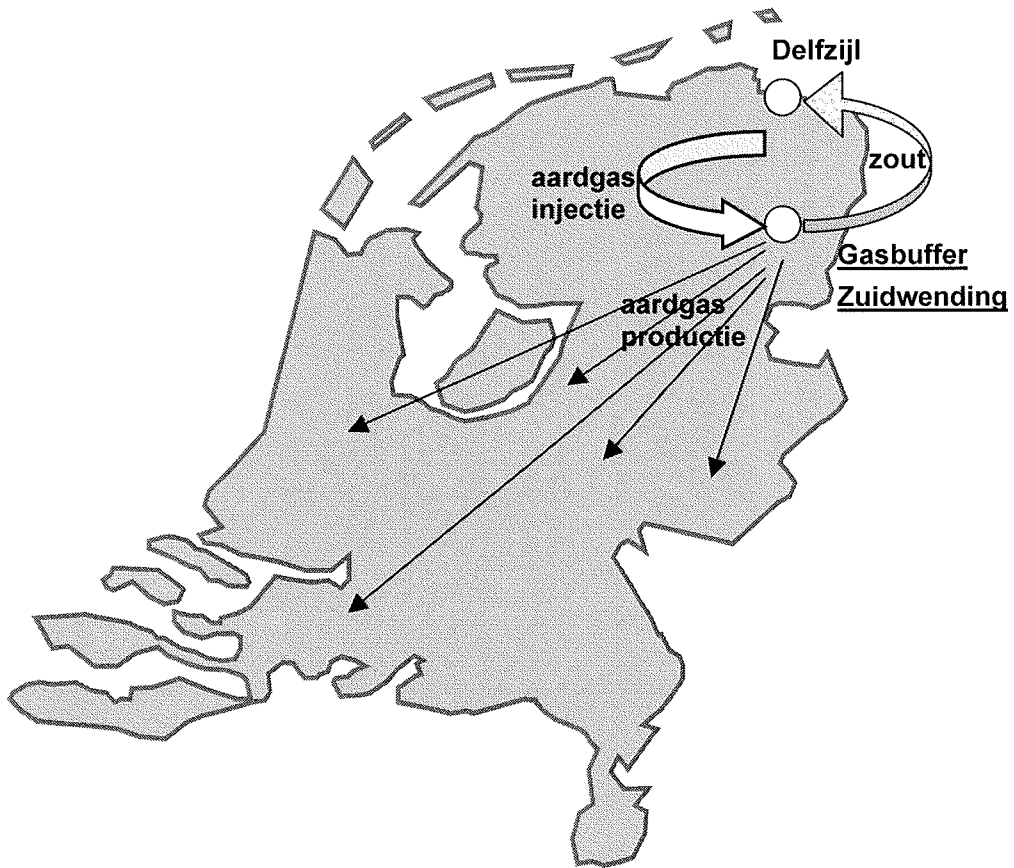 Delfzijl
zout
aardgas
injectie
Gasbuffer
Zuidwending
aardgas
productie